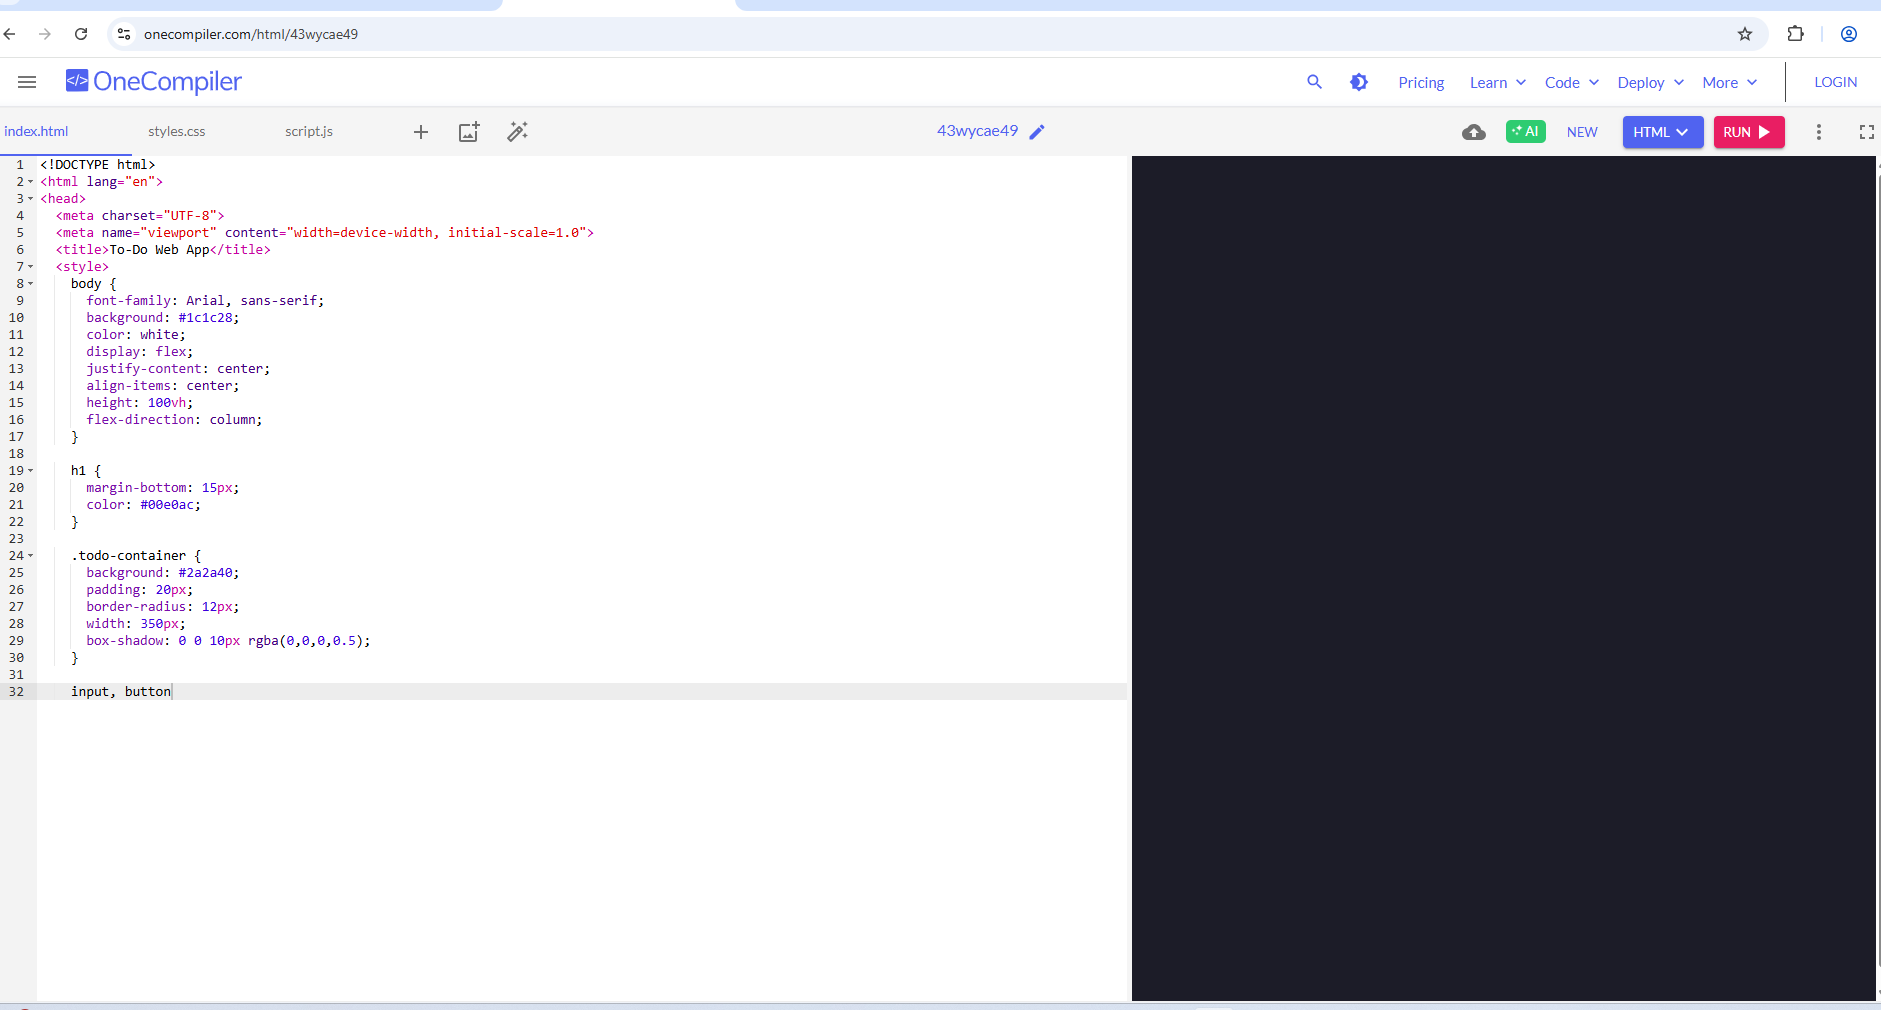 onecompiler.com/html/43wycae49
OneCompiler
Pricing
Learn
Code
Deploy
More
LOGIN
index.html
styles.css
script.js
43wycae49
AI
NEW
HTML
RUN
1 <!DOCTYPE html>
2 <html lang="en">
3 <head>
4 <meta charset="UTF-8">
5 <meta name="viewport" content="width=device-width, initial-scale=1.0">
6 <title>To-Do Web App</title>
7 <style>
8 body {
9 font-family: Arial, sans-serif;
10 background: #1c1c28;
11 color: white;
12 display: flex;
13 justify-content: center;
14 align-items: center;
15 height: 100vh;
16 flex-direction: column;
17 }
18
19 h1 {
20 margin-bottom: 15px;
21 color: #00e0ac;
22 }
23
24 .todo-container {
25 background: #2a2a40;
26 padding: 20px;
27 border-radius: 12px;
28 width: 350px;
29 box-shadow: 0 0 10px rgba(0,0,0,0.5);
30 }
31
32 input, button